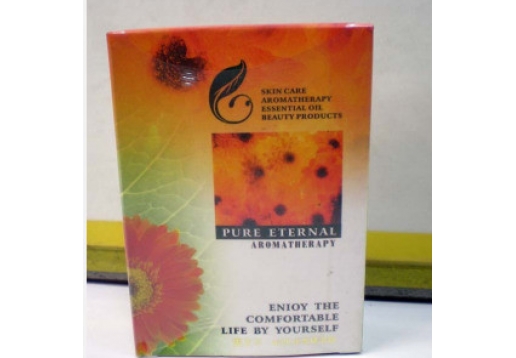 SKIN CARE
AROMATHERAPY
ESSENTIAL OIL
BEAUTY PRODUCTS
PURE ETERNAL
AROMATHERAPY
ENJOY THE
COMFORTABLE
LIFE BY YOURSELF